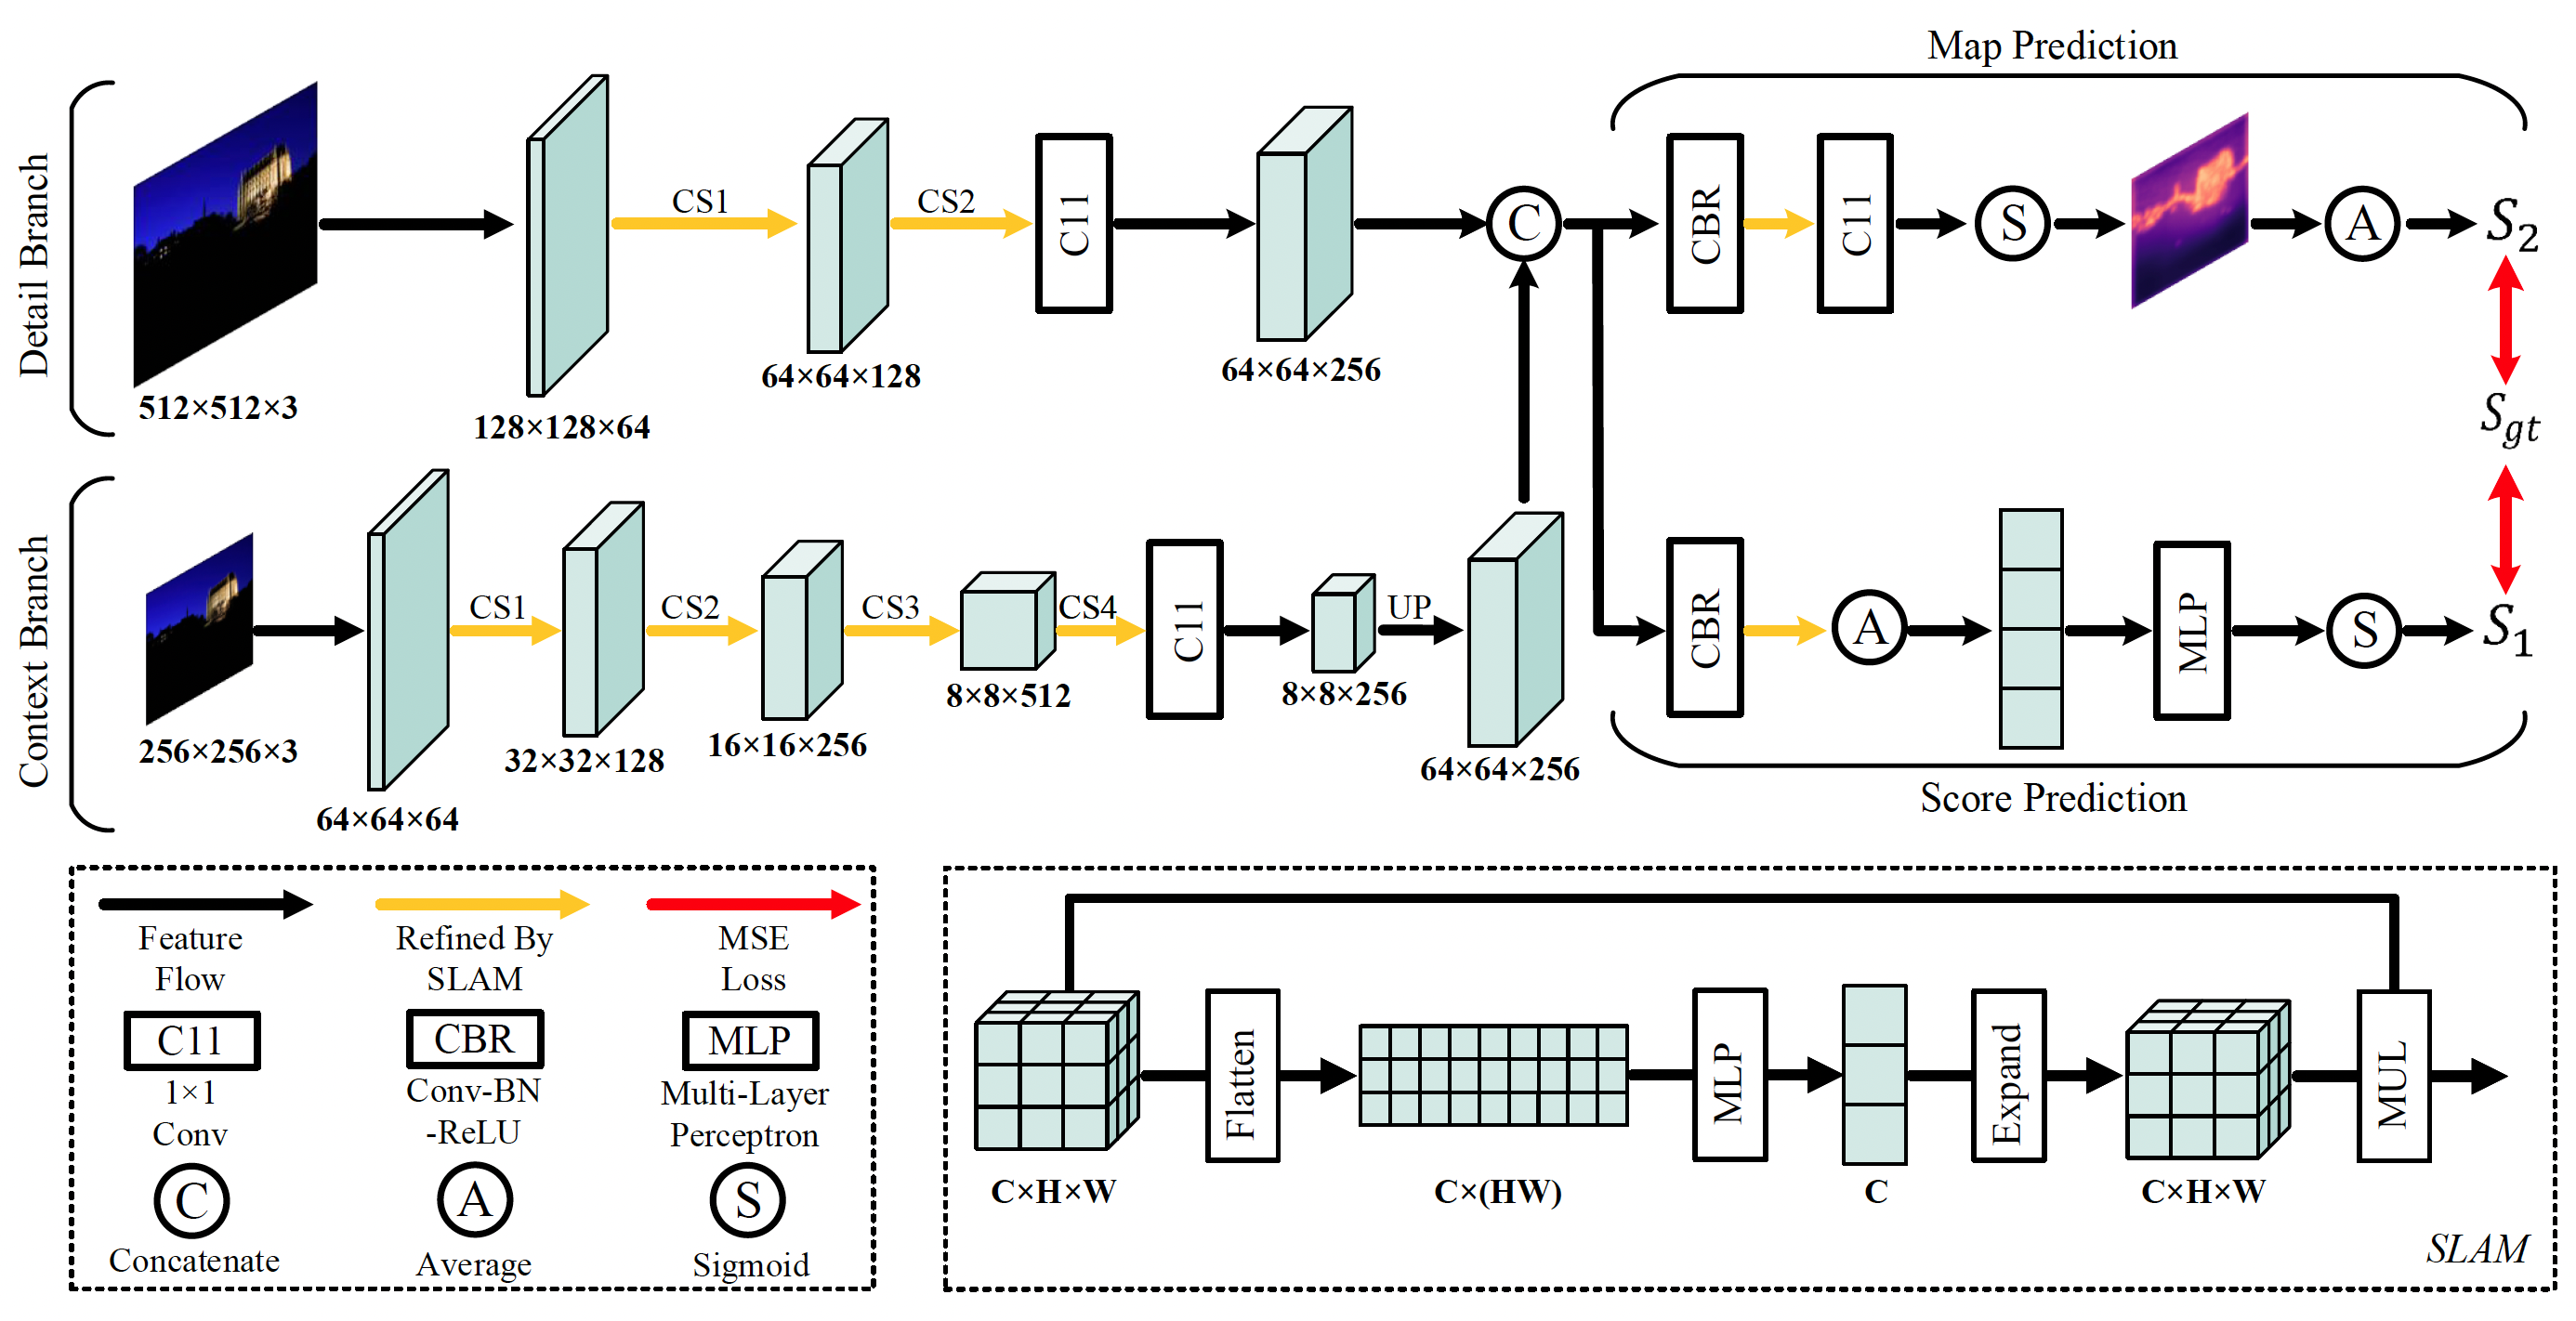 Map Prediction
Detail Branch
512×512×3
128×128×64
CS1
64×64×128
CS2
C11
64×64×256
C
CBR
C11
S
A
S2
Sgt
Context Branch
256×256×3
64×64×64
CS1
32×32×128
CS2
16×16×256
CS3
8×8×512
CS4
C11
8×8×256
UP
64×64×256
CBR
A
MLP
S
S1
Score Prediction
Feature
Flow
Refined By
SLAM
MSE
Loss
C11
1×1
Conv
CBR
Conv-BN
-ReLU
MLP
Multi-Layer
Perceptron
C
Concatenate
A
Average
S
Sigmoid
C×H×W
Flatten
C×(HW)
MLP
C
Expand
C×H×W
MUL
SLAM